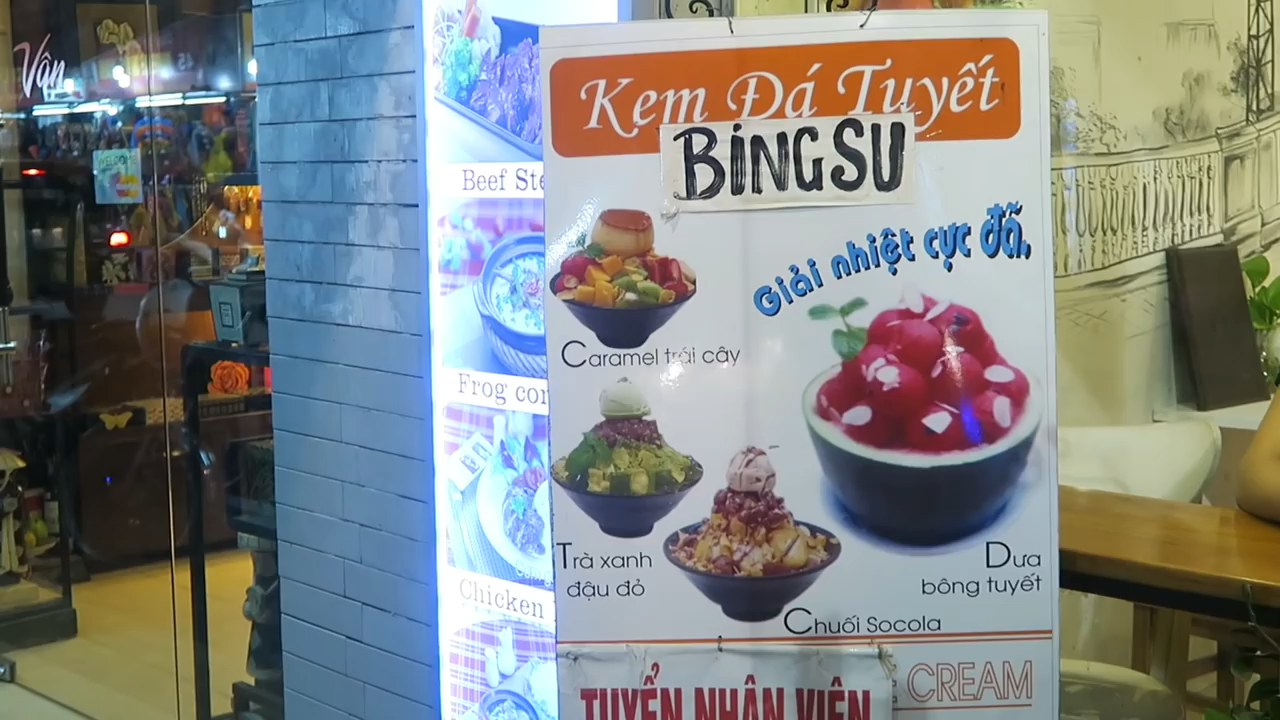 Vân
WELCOME
Beef Ste
Frog con
Chicken
Kem Đá Tuyết
BiNGSU
Giải nhiệt cực đã.
Caramel trái cây
Trà xanh
đậu đỏ
Dưa
bông tuyết
Chuối Socola
CREAM
TUYỂN NHÂN VIÊN